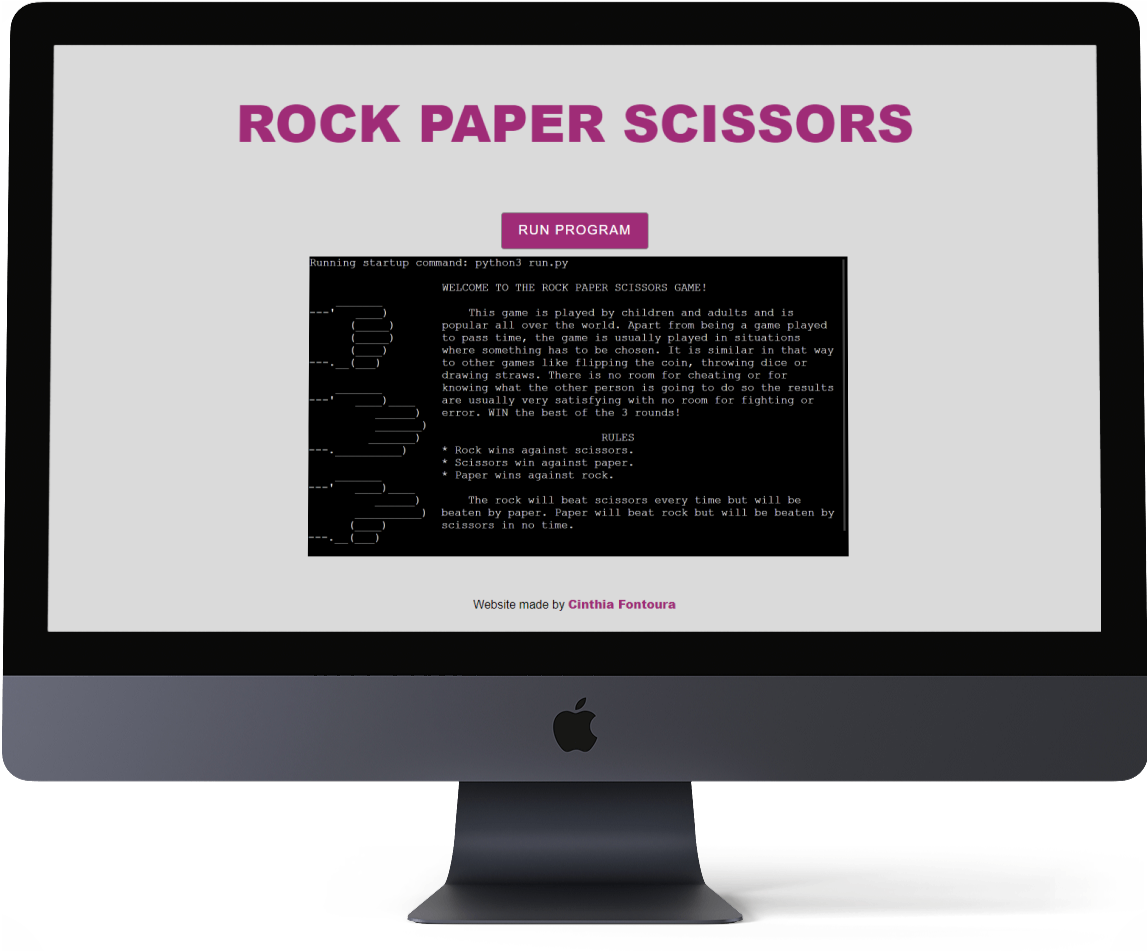 ROCK PAPER SCISSORS
RUN PROGRAM
Running startup command: python3 run.py
WELCOME TO THE ROCK PAPER SCISSORS GAME!
This game is played by children and adults and is
popular all over the world. Apart from being a game played
to pass time, the game is usually played in situations
where something has to be chosen. It is similar in that way
to other games like flipping the coin, throwing dice or
drawing straws. There is no room for cheating or for
knowing what the other person is going to do so the results
are usually very satisfying with no room for fighting or
error. WIN the best of the 3 rounds!
RULES
* Rock wins against scissors.
* Scissors win against paper.
* Paper wins against rock.
The rock will beat scissors every time but will be
beaten by paper. Paper will beat rock but will be beaten by
scissors in no time.
Website made by Cinthia Fontoura